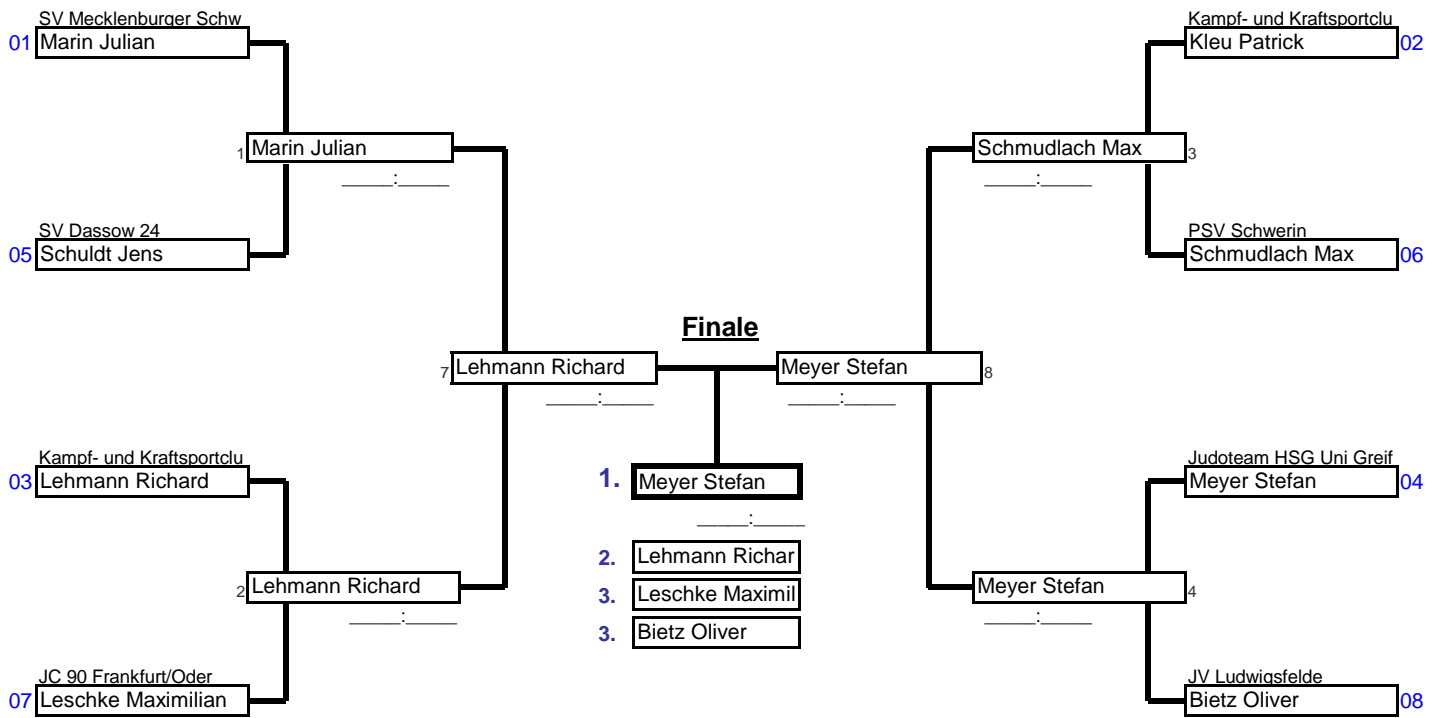 SV Mecklenburger Schw
01 Marin Julian
Kampf- und Kraftsportclu
Kleu Patrick 02
1 Marin Julian
_____:_____
Schmudlach Max 3
_____:_____
SV Dassow 24
05 Schuldt Jens
PSV Schwerin
Schmudlach Max 06
Finale
7 Lehmann Richard
_____:_____
Meyer Stefan 8
_____:_____
Kampf- und Kraftsportclu
03 Lehmann Richard
1. Meyer Stefan
_____:_____
Judoteam HSG Uni Greif
Meyer Stefan 04
2. Lehmann Richar
3. Leschke Maximil
3. Bietz Oliver
2 Lehmann Richard
_____:_____
Meyer Stefan 4
_____:_____
JC 90 Frankfurt/Oder
07 Leschke Maximilian
JV Ludwigsfelde
Bietz Oliver 08